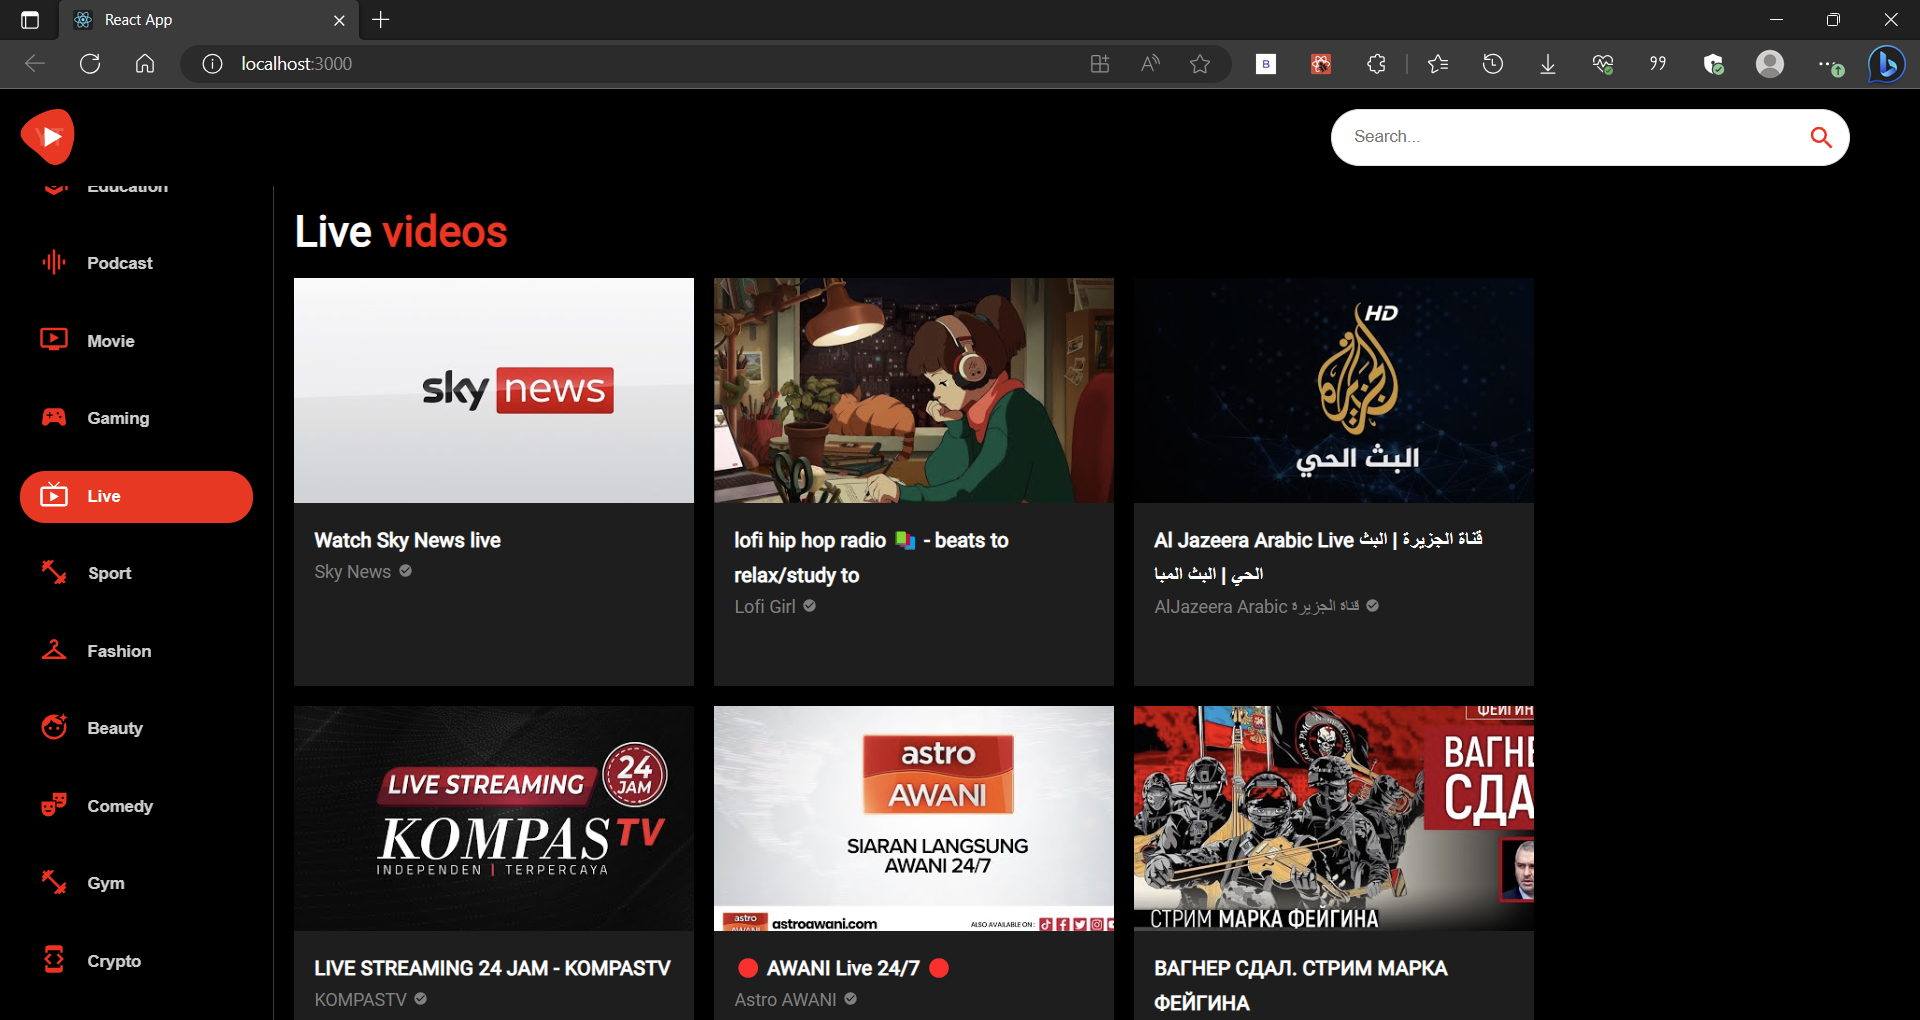 React App
localhost:3000
Search...
Education
Podcast
Movie
Gaming
Live
Sport
Fashion
Beauty
Comedy
Gym
Crypto
Live videos
sky news
Watch Sky News live
Sky News
lofi hip hop radio 📚 - beats to
relax/study to
Lofi Girl
HD
الجزيرة
البث الحي
Al Jazeera Arabic Live قناة الجزيرة | البث
الحي | البث المبا
AlJazeera Arabic قناة الجزيرة
LIVE STREAMING
24
JAM
KOMPAS TV
INDEPENDEN | TERPERCAYA
LIVE STREAMING 24 JAM - KOMPASTV
KOMPASTV
astro
AWANI
SIARAN LANGSUNG
AWANI 24/7
astro
AWANI
astroawani.com
ALSO AVAILABLE ON:
🔴 AWANI Live 24/7 🔴
Astro AWANI
ФЕЙГИН
ВАГНЕ
СДА
СТРИМ МАРКА ФЕЙГИНА
ВАГНЕР СДАЛ. СТРИМ МАРКА
ФЕЙГИНА